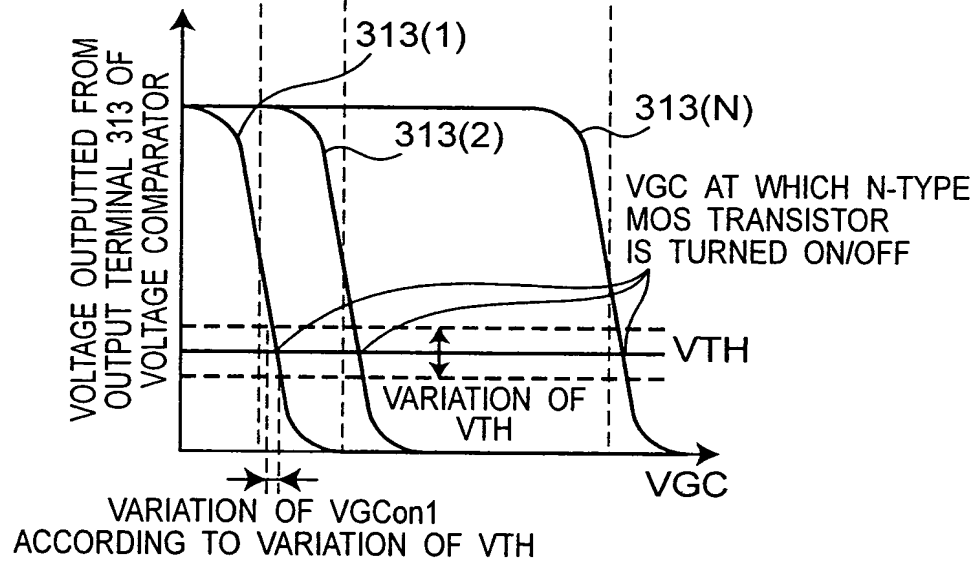 VOLTAGE OUTPUTTED FROM
OUTPUT TERMINAL 313 OF
VOLTAGE COMPARATOR
313(1)
313(2)
313(N)
VGC AT WHICH N-TYPE
MOS TRANSISTOR
IS TURNED ON/OFF
VTH
VARIATION OF
VTH
VGC
VARIATION OF VGCon1
ACCORDING TO VARIATION OF VTH